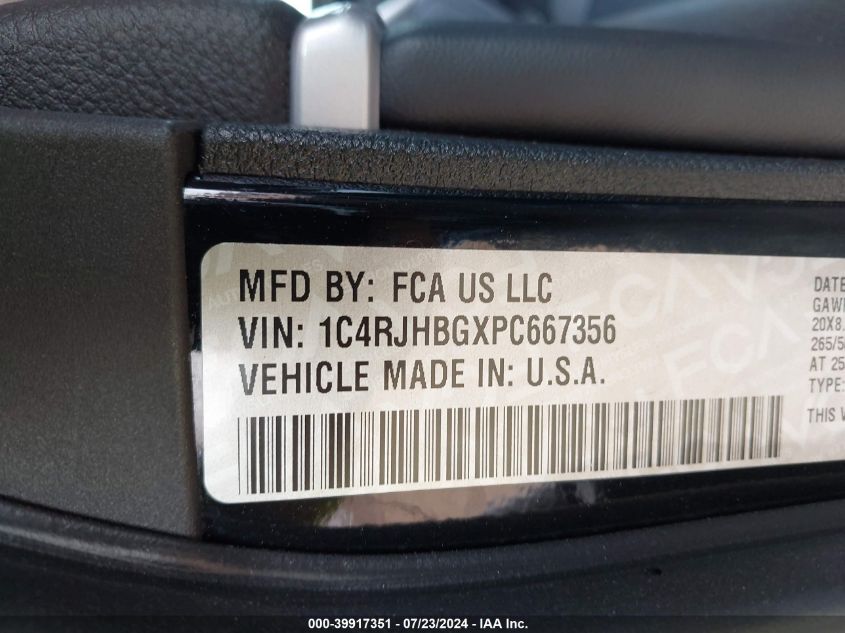 MFD BY: FCA US LLC
VIN: 1C4RJHBGXPC667356
VEHICLE MADE IN: U.S.A.
DATE
GAW
20X8.
265/5
AT 25
TYPE:
THIS V
000-39917351 - 07/23/2024 - IAA Inc.